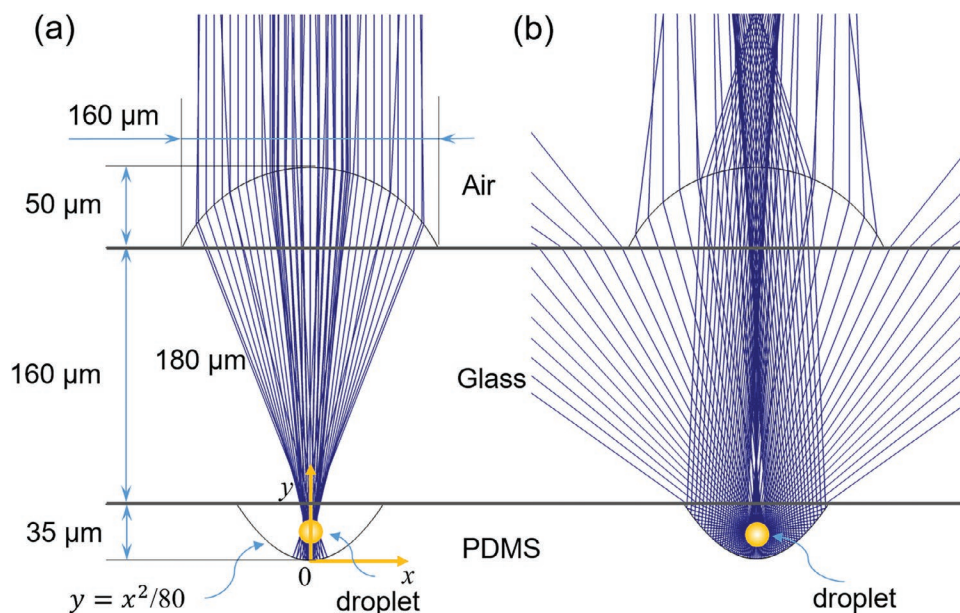 (a)
(b)
160 µm
Air
50 µm
180 µm
160 µm
Glass
y
35 µm
PDMS
0
x
y = x²/80
droplet
droplet